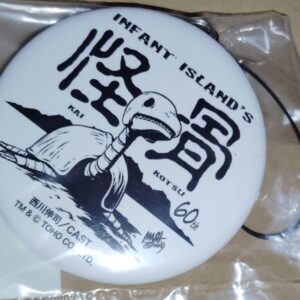 INFANT ISLAND'S
怪骨
KAI
KOTSU
60th
西川伸司/CAST
TM & © TOHO CO., LTD.